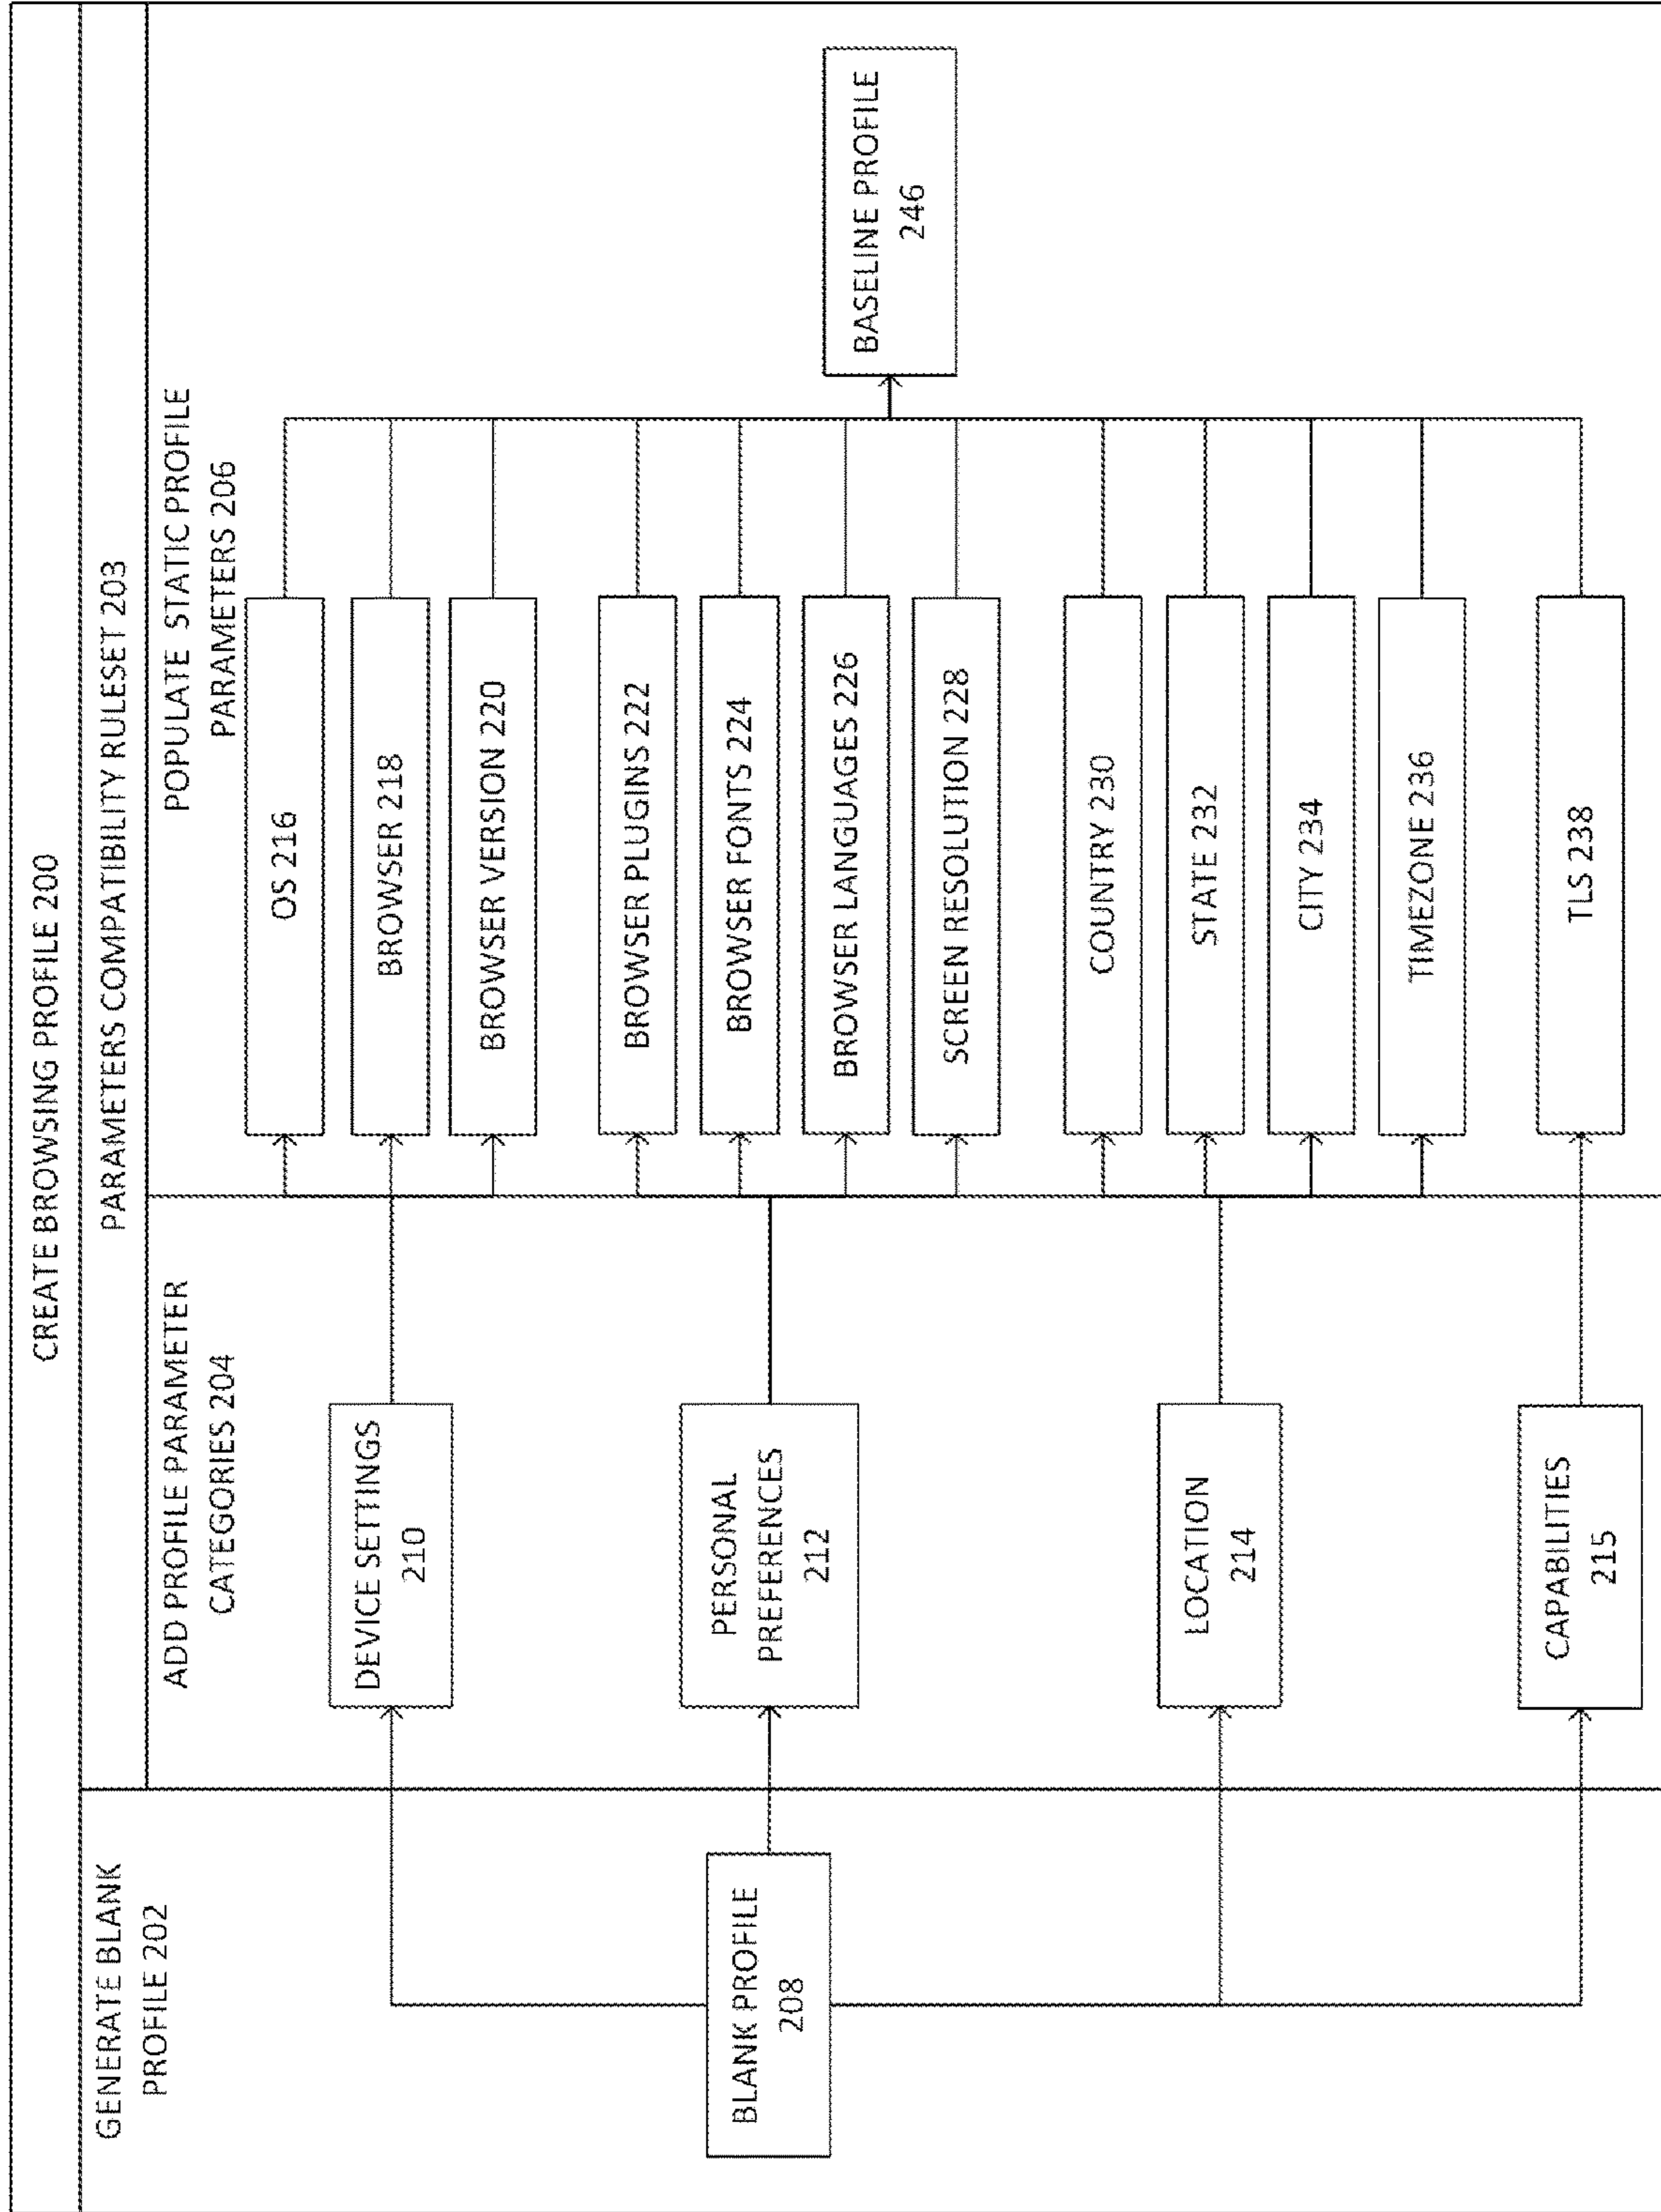 CREATE BROWSING PROFILE 200
PARAMETERS COMPATIBILITY RULESET 203
GENERATE BLANK
PROFILE 202
ADD PROFILE PARAMETER
CATEGORIES 204
POPULATE STATIC PROFILE
PARAMETERS 206
BLANK PROFILE
208
DEVICE SETTINGS
210
PERSONAL
PREFERENCES
212
LOCATION
214
CAPABILITIES
215
OS 216
BROWSER 218
BROWSER VERSION 220
BROWSER PLUGINS 222
BROWSER FONTS 224
BROWSER LANGUAGES 226
SCREEN RESOLUTION 228
COUNTRY 230
STATE 232
CITY 234
TIMEZONE 236
TLS 238
BASELINE PROFILE
246